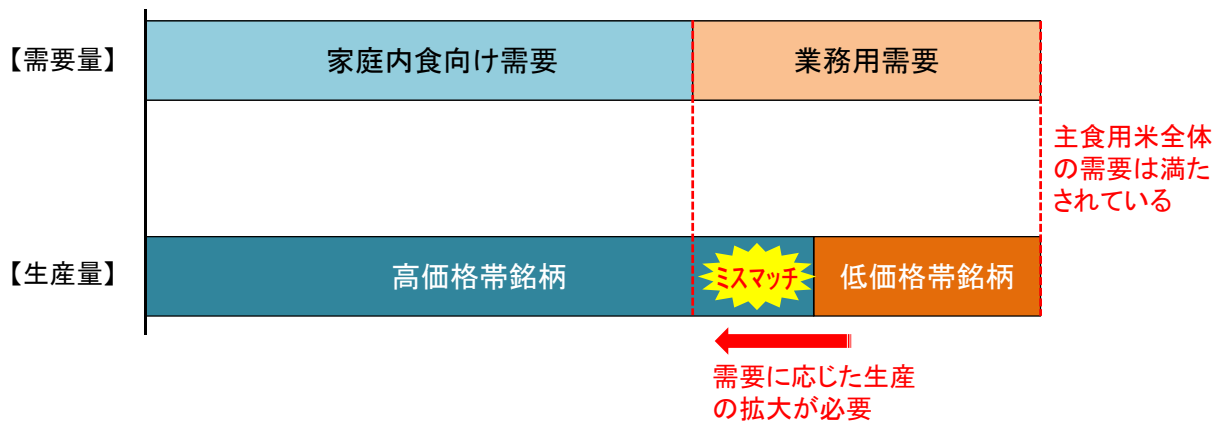 【需要量】
家庭内食向け需要
業務用需要
主食用米全体
の需要は満た
されている
【生産量】
高価格帯銘柄
ミスマッチ
低価格帯銘柄
需要に応じた生産
の拡大が必要